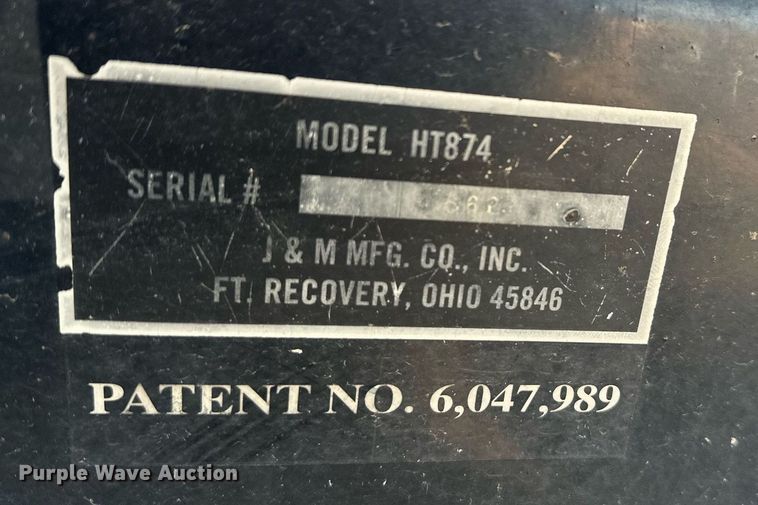 MODEL HT874
SERIAL #
J & M MFG. CO., INC.
FT. RECOVERY, OHIO 45846
PATENT NO. 6,047,989
Purple Wave Auction